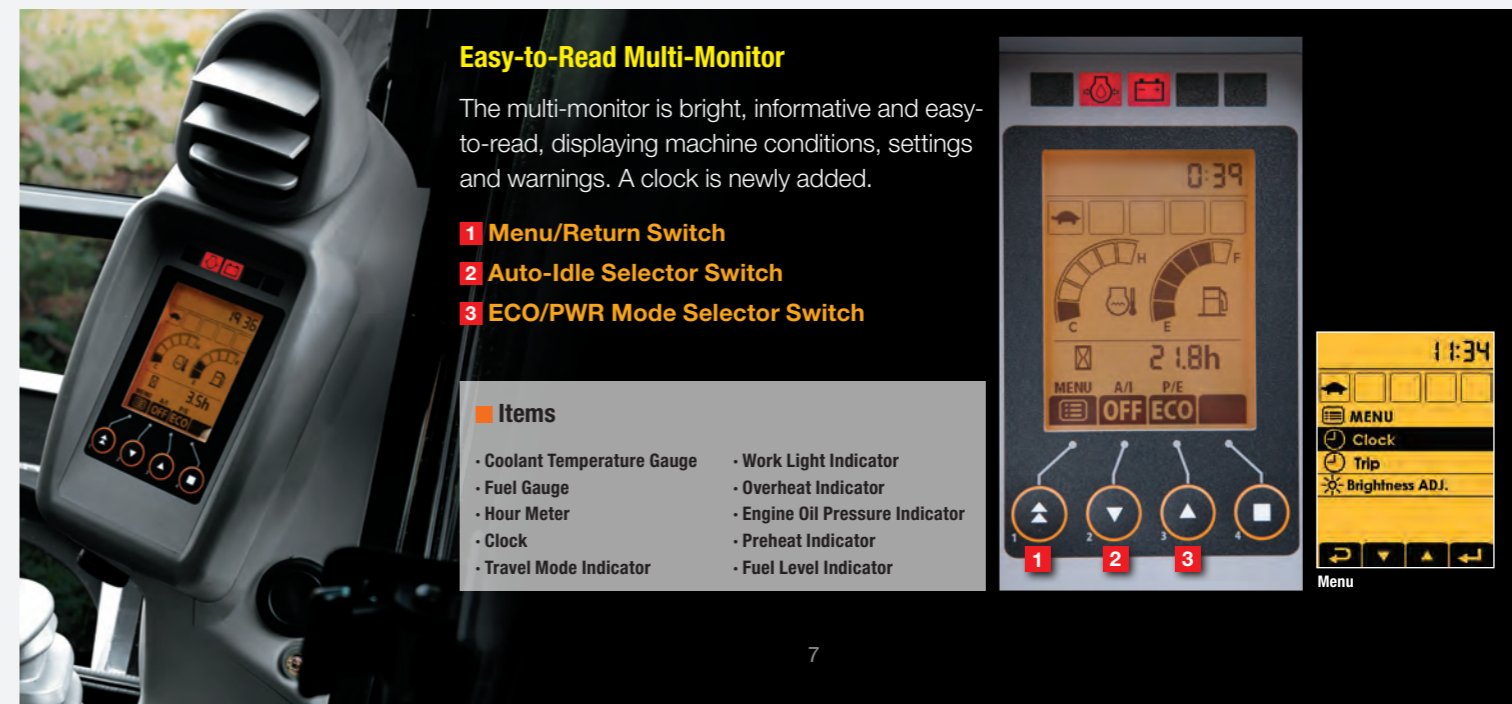 Easy-to-Read Multi-Monitor
The multi-monitor is bright, informative and easy-
to-read, displaying machine conditions, settings
and warnings. A clock is newly added.
1 Menu/Return Switch
2 Auto-Idle Selector Switch
3 ECO/PWR Mode Selector Switch
Items
· Coolant Temperature Gauge
· Fuel Gauge
· Hour Meter
· Clock
· Travel Mode Indicator
· Work Light Indicator
· Overheat Indicator
· Engine Oil Pressure Indicator
· Preheat Indicator
· Fuel Level Indicator
19:36
C E
3.5h
MENU A/I P/E
OFF ECO
0:39
H F
C E
21.8h
MENU A/I P/E
OFF ECO
1 2 3 4
1 2 3
11:34
MENU
Clock
Trip
Brightness ADJ.
Menu
7